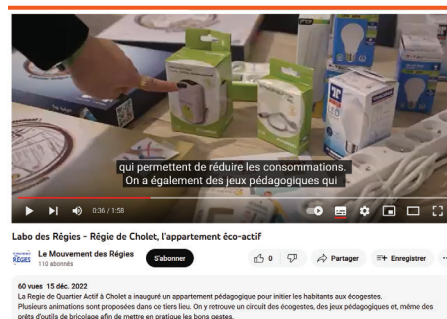 LED
qui permettent de réduire les consommations.
On a également des jeux pédagogiques qui
0:36 / 1:58
Labo des Régies - Régie de Cholet, l'appartement éco-actif
RÉGIES
Le Mouvement des Régies
110 abonnés
S'abonner
0
Partager
Enregistrer
60 vues 15 déc. 2022
La Regie de Quartier Actif à Cholet a inauguré un appartement pédagogique pour initier les habitants aux écogestes.
Plusieurs animations sont proposées dans ce tiers lieu. On y retrouve un circuit des écogestes, des jeux pédagogiques et, même des
prêts d'outils de bricolage afin de mettre en pratique les bons gestes.